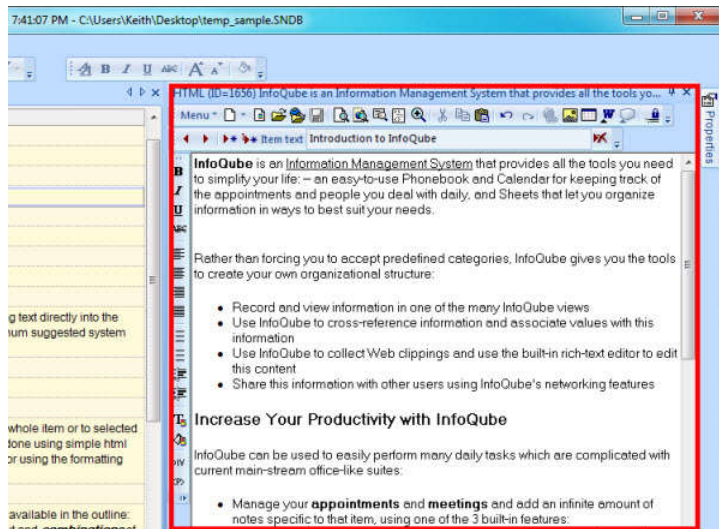 7:41:07 PM - C:\Users\Keith\Desktop\temp_sample.SNDB
B I U ABC A A
HTML (ID=1656) InfoQube is an Information Management System that provides all the tools yo...
Properties
Menu
Item text Introduction to InfoQube
B
I
U
ABC
InfoQube is an Information Management System that provides all the tools you need
to simplify your life: – an easy-to-use Phonebook and Calendar for keeping track of
the appointments and people you deal with daily, and Sheets that let you organize
information in ways to best suit your needs.
Rather than forcing you to accept predefined categories, InfoQube gives you the tools
to create your own organizational structure:
• Record and view information in one of the many InfoQube views
• Use InfoQube to cross-reference information and associate values with this
information
• Use InfoQube to collect Web clippings and use the built-in rich-text editor to edit
this content
• Share this information with other users using InfoQube's networking features
Increase Your Productivity with InfoQube
InfoQube can be used to easily perform many daily tasks which are complicated with
current main-stream office-like suites:
• Manage your appointments and meetings and add an infinite amount of
notes specific to that item, using one of the 3 built-in features:
DIV
<P>
g text directly into the
num suggested system
whole item or to selected
done using simple html
or using the formatting
available in the outline: